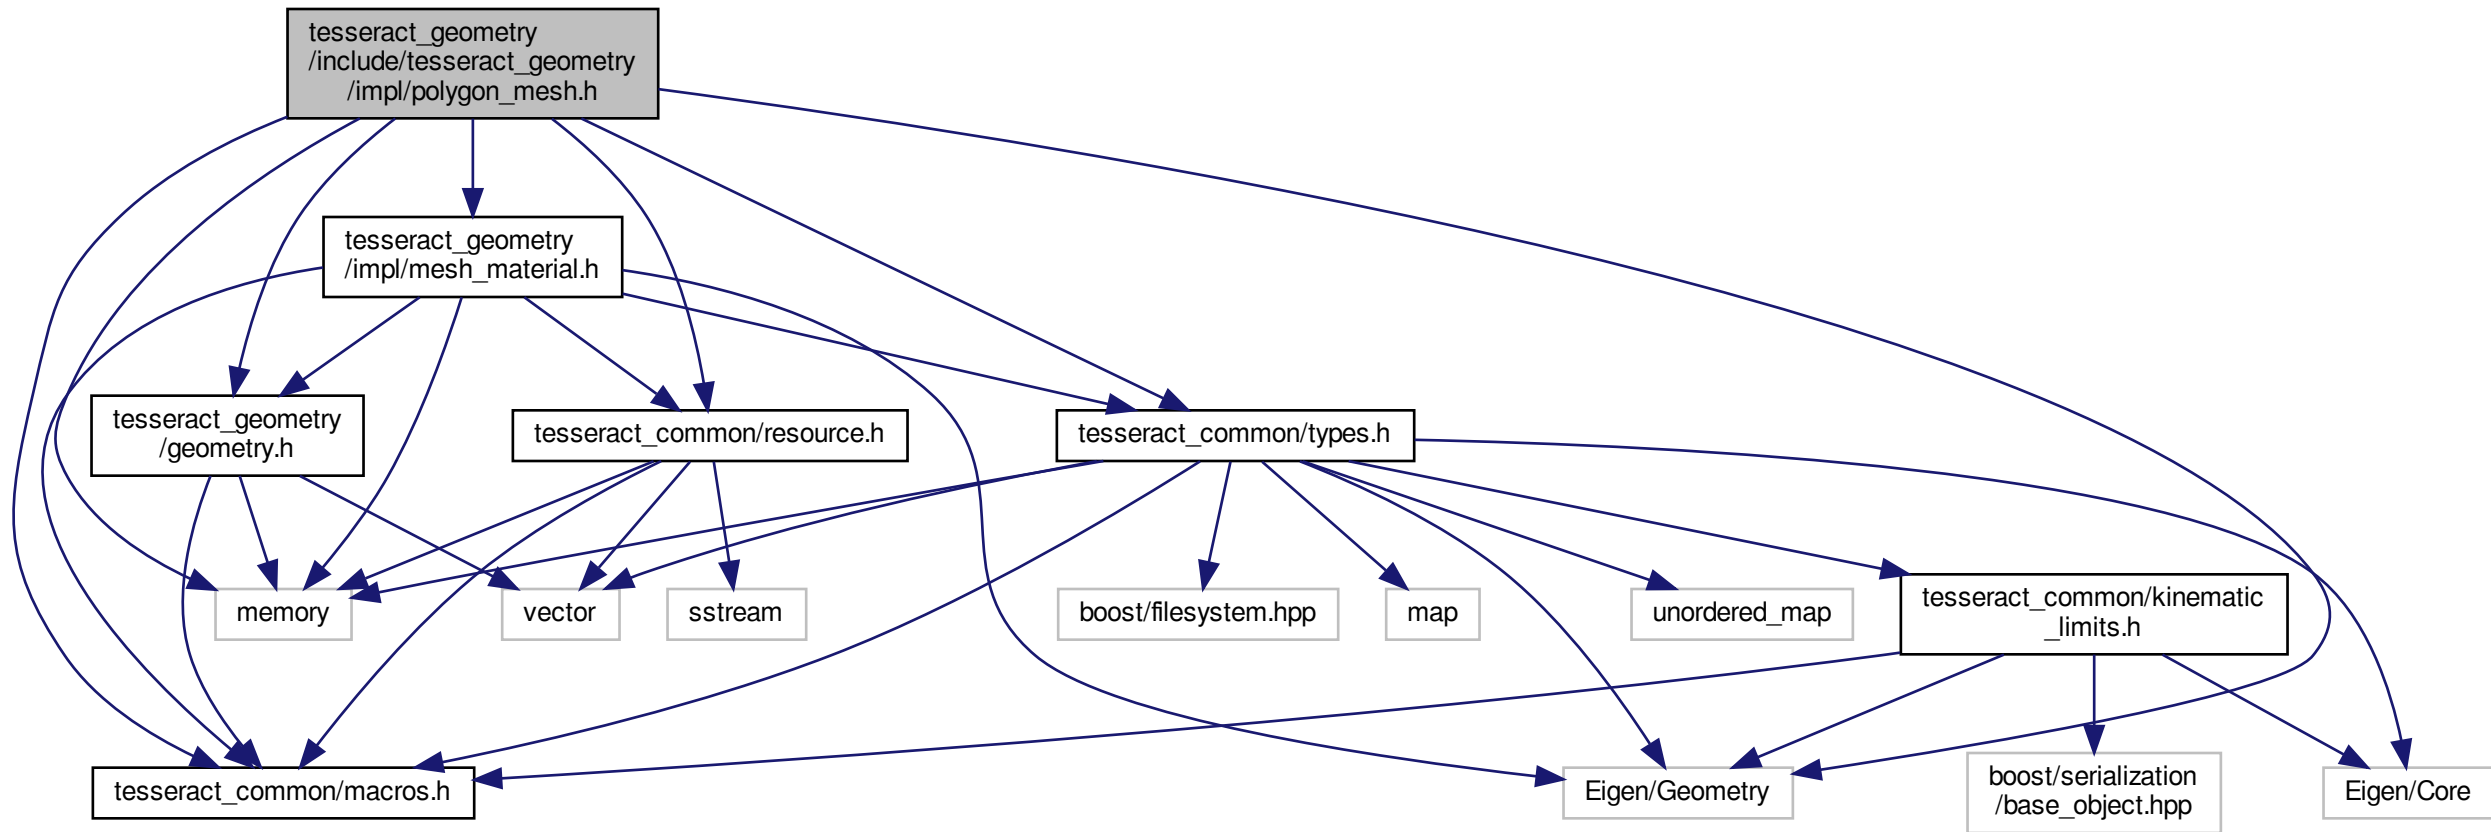 tesseract_geometry
/include/tesseract_geometry
/impl/polygon_mesh.h
tesseract_geometry
/impl/mesh_material.h
tesseract_geometry
/geometry.h
tesseract_common/resource.h
tesseract_common/types.h
memory
vector
sstream
boost/filesystem.hpp
map
unordered_map
tesseract_common/kinematic
_limits.h
tesseract_common/macros.h
Eigen/Geometry
boost/serialization
/base_object.hpp
Eigen/Core